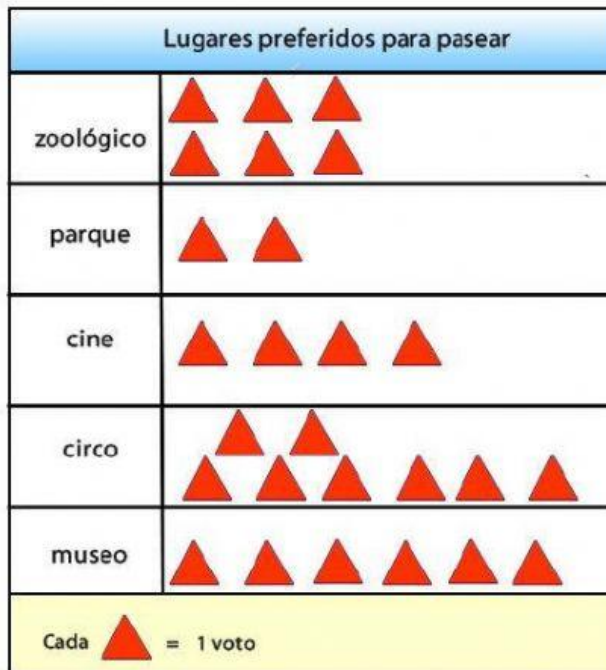 Lugares preferidos para pasear
zoológico
parque
cine
circo
museo
Cada = 1 voto